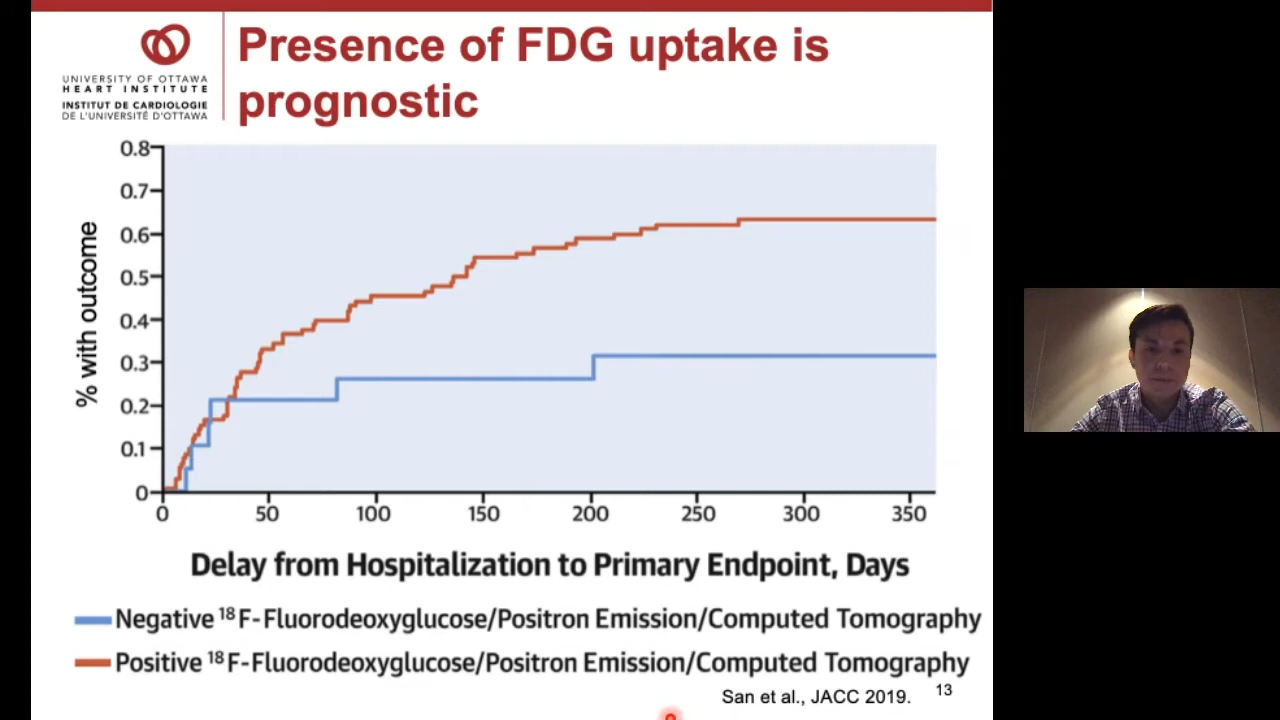 Presence of FDG uptake is
prognostic
UNIVERSITY OF OTTAWA
HEART INSTITUTE
INSTITUT DE CARDIOLOGIE
DE L'UNIVERSITÉ D'OTTAWA
% with outcome
0.8
0.7
0.6
0.5
0.4
0.3
0.2
0.1
0
0 50 100 150 200 250 300 350
Delay from Hospitalization to Primary Endpoint, Days
Negative ¹⁸F-Fluorodeoxyglucose/Positron Emission/Computed Tomography
Positive ¹⁸F-Fluorodeoxyglucose/Positron Emission/Computed Tomography
San et al., JACC 2019.
13